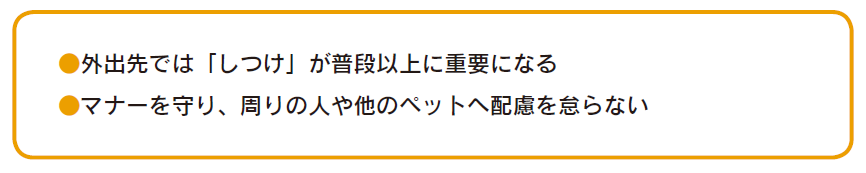 ●外出先では「しつけ」が普段以上に重要になる
●マナーを守り、周りの人や他のペットへ配慮を怠らない